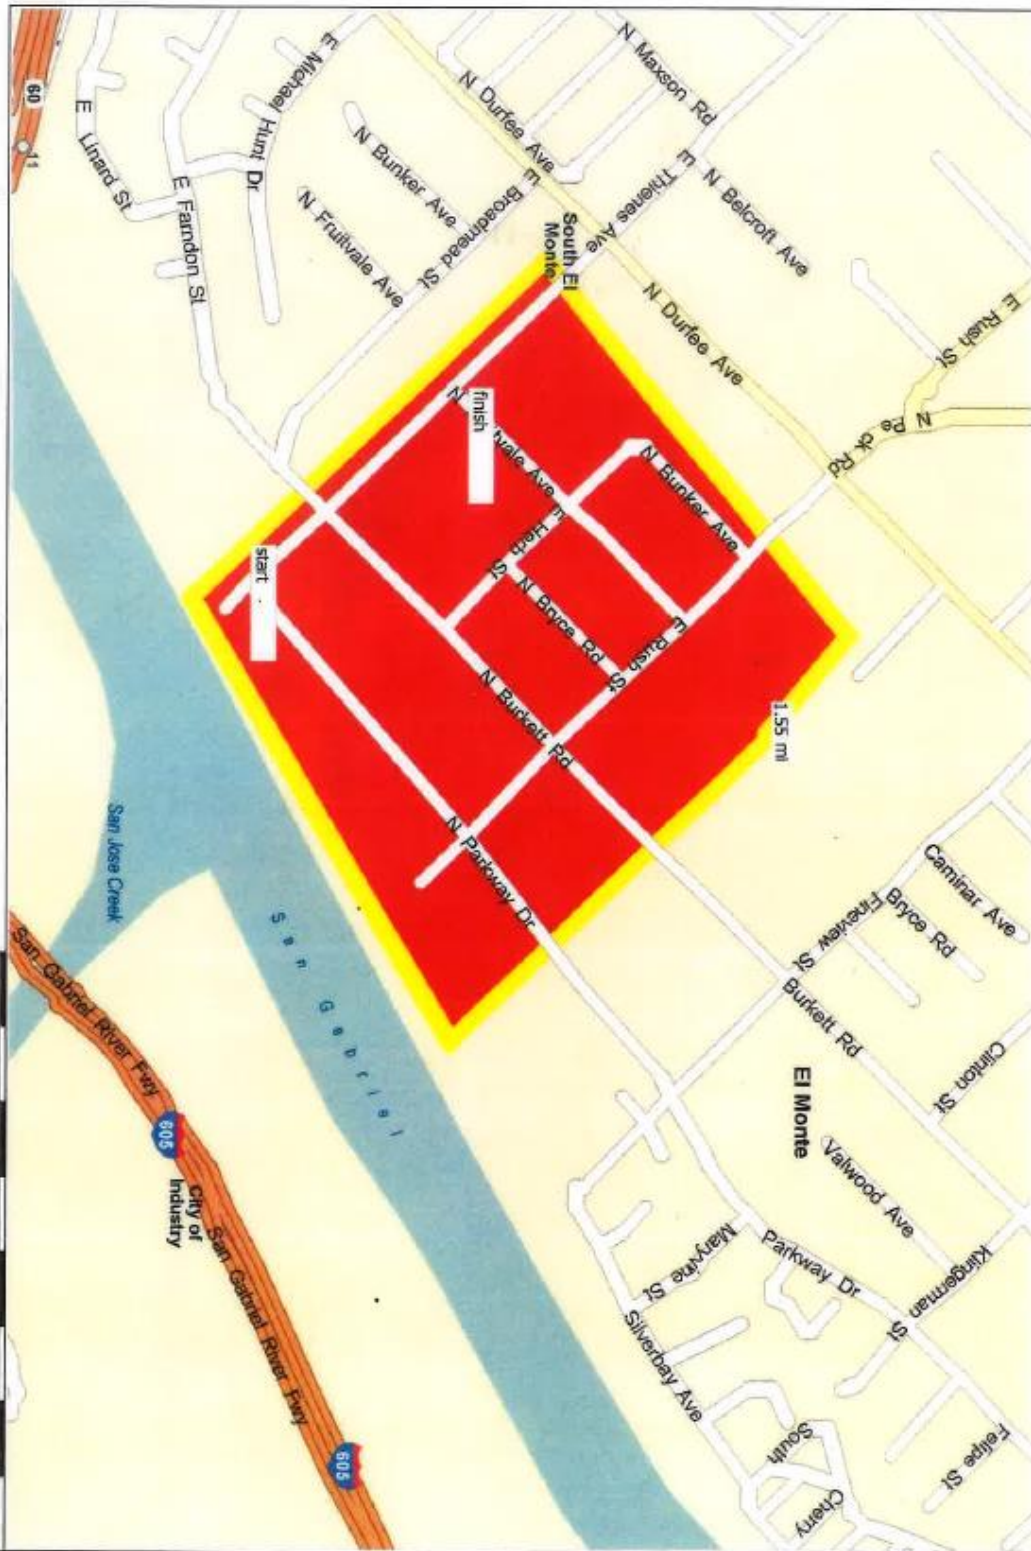 60
11
E Linard St
E Farndon St
E Michael Hunt Dr
N Bunker Ave
N Fruitvale Ave
E Broadmead St
N Durfee Ave
N Maxson Rd
E Thienes Ave
N Belcroft Ave
E Rush St
N Peck Rd
N Durfee Ave
South El
Monte
finish
N
tvale Ave
N Bunker Ave
E Herb St
N Bryce Rd
E Rush St
N Burkett Rd
start
N Parkway Dr
1.55 mi
Caminar Ave
Bryce Rd
Fineview St
Burkett Rd
Clinton St
El Monte
Valwood Ave
Klingerman St
Parkway Dr
Maryvine St
Silverbay Ave
South
Cherry
Felipe St
San Jose Creek
San Gabriel
San Gabriel River Fwy
605
City of
Industry
San Gabriel River Fwy
605